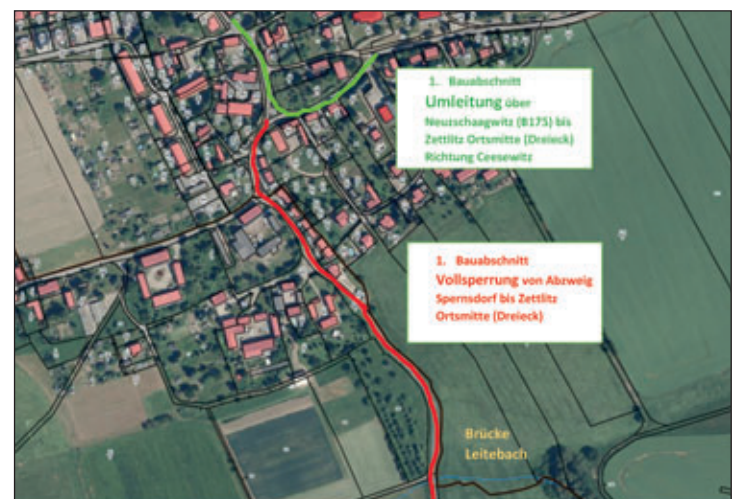 1. Bauabschnitt
Umleitung über
Neuzschaagwitz (B175) bis
Zettlitz Ortsmitte (Dreieck)
Richtung Ceesewitz
1. Bauabschnitt
Vollsperrung von Abzweig
Spernsdorf bis Zettlitz
Ortsmitte (Dreieck)
Brücke
Leitebach